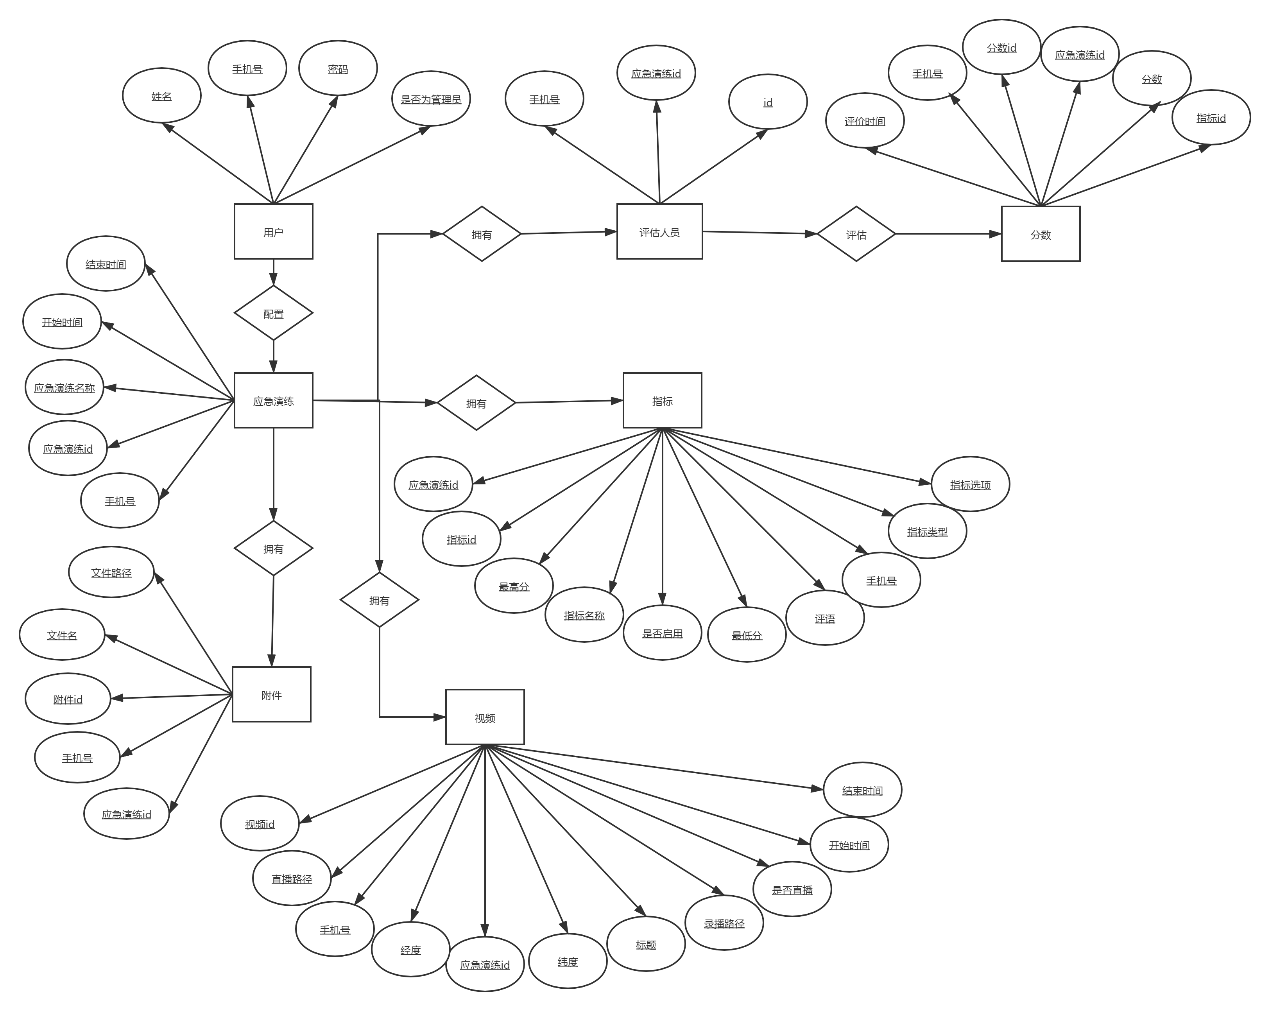 姓名
手机号
密码
是否为管理员
手机号
应急演练id
id
评价时间
手机号
分数id
应急演练id
分数
指标id
用户
拥有
评估人员
评估
分数
结束时间
开始时间
应急演练名称
应急演练id
手机号
配置
应急演练
拥有
指标
应急演练id
指标id
最高分
指标名称
是否启用
最低分
评语
手机号
指标类型
指标选项
拥有
拥有
文件路径
文件名
附件id
手机号
应急演练id
附件
视频
视频id
直播路径
手机号
经度
应急演练id
纬度
标题
录播路径
是否直播
开始时间
结束时间